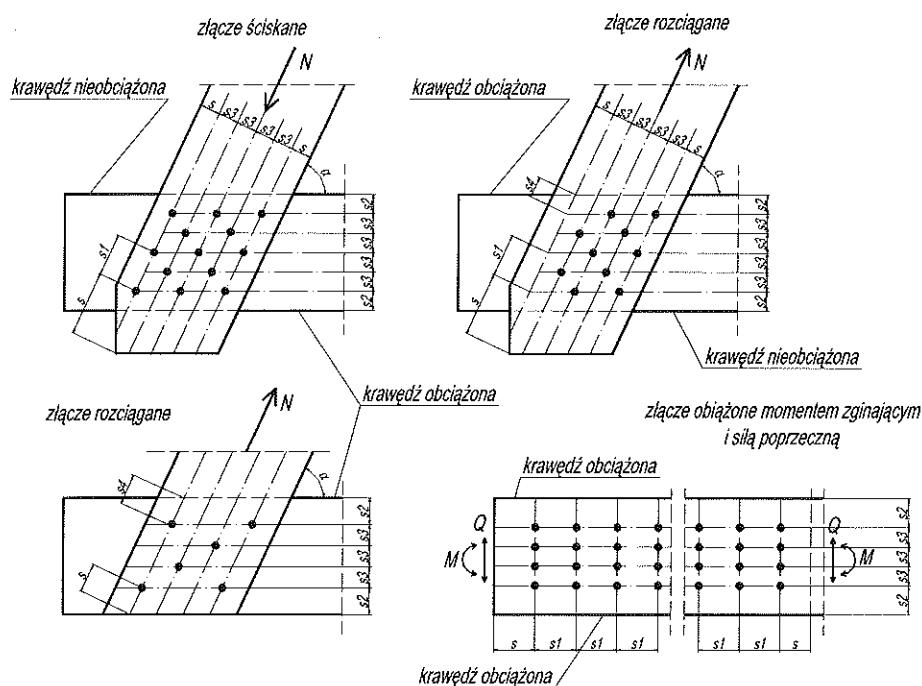 złącze ściskane
N
krawędź nieobciążona
s s3 s3 s3 s3 s
α
s2
s3
s3
s3
s3
s2
s1
s
złącze rozciągane
N
krawędź obciążona
s s3 s3 s3 s3 s
α
s4
s2
s3
s3
s3
s3
s2
s1
s
krawędź nieobciążona
krawędź obciążona
złącze rozciągane
N
α
s4
s
s2
s3
s3
s3
s2
złącze obiążone momentem zginającym
i siłą poprzeczną
krawędź obciążona
Q
M
Q
M
s2
s3
s3
s3
s2
s s1 s1 s1 s1 s1 s
krawędź obciążona